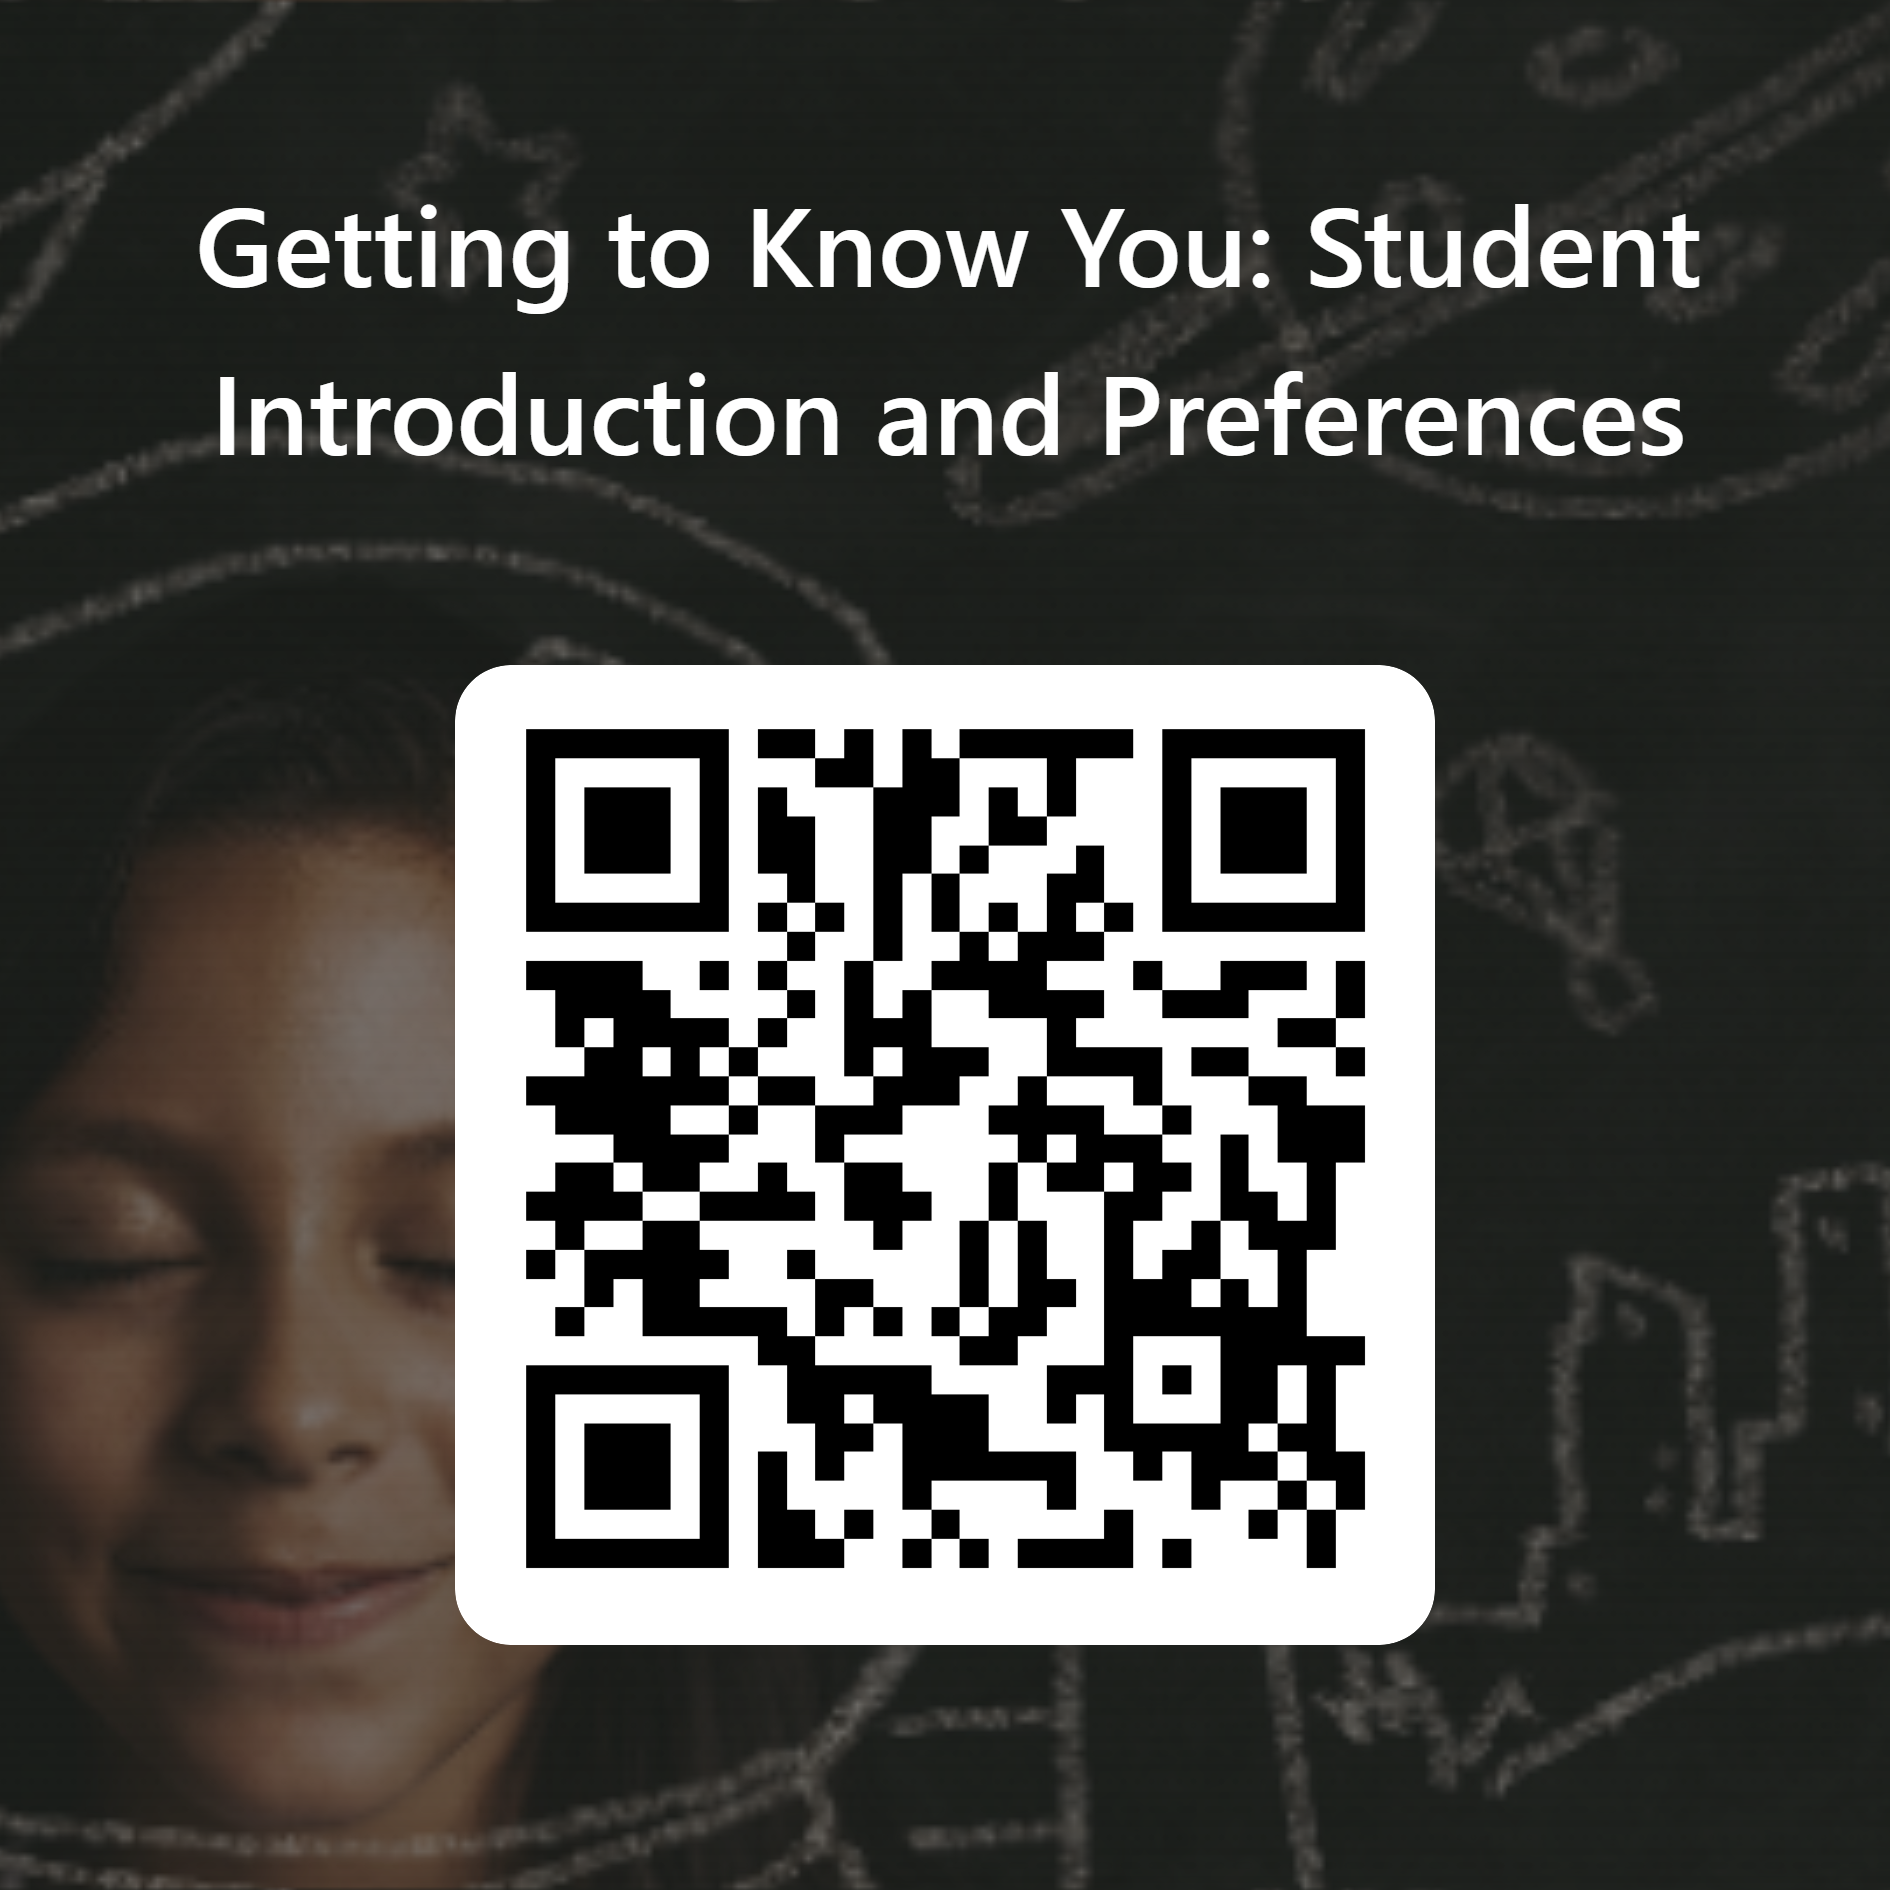 Getting to Know You: Student
Introduction and Preferences